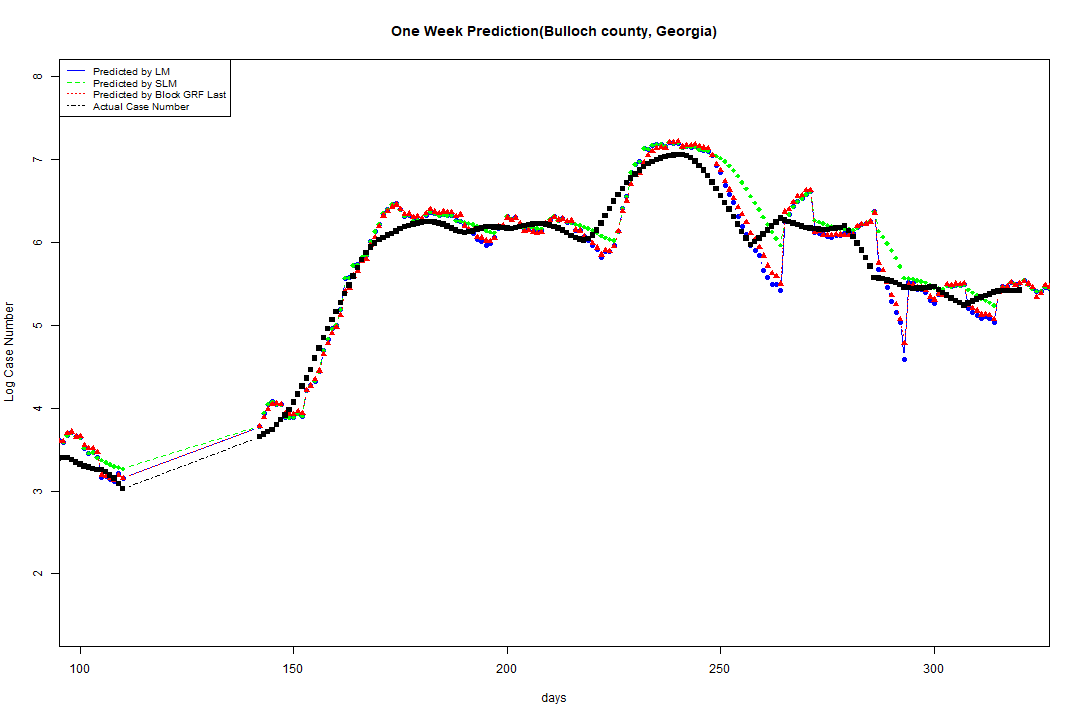 One Week Prediction(Bulloch county, Georgia)
Predicted by LM
Predicted by SLM
Predicted by Block GRF Last
Actual Case Number
8
7
6
5
4
3
2
Log Case Number
100 150 200 250 300
days